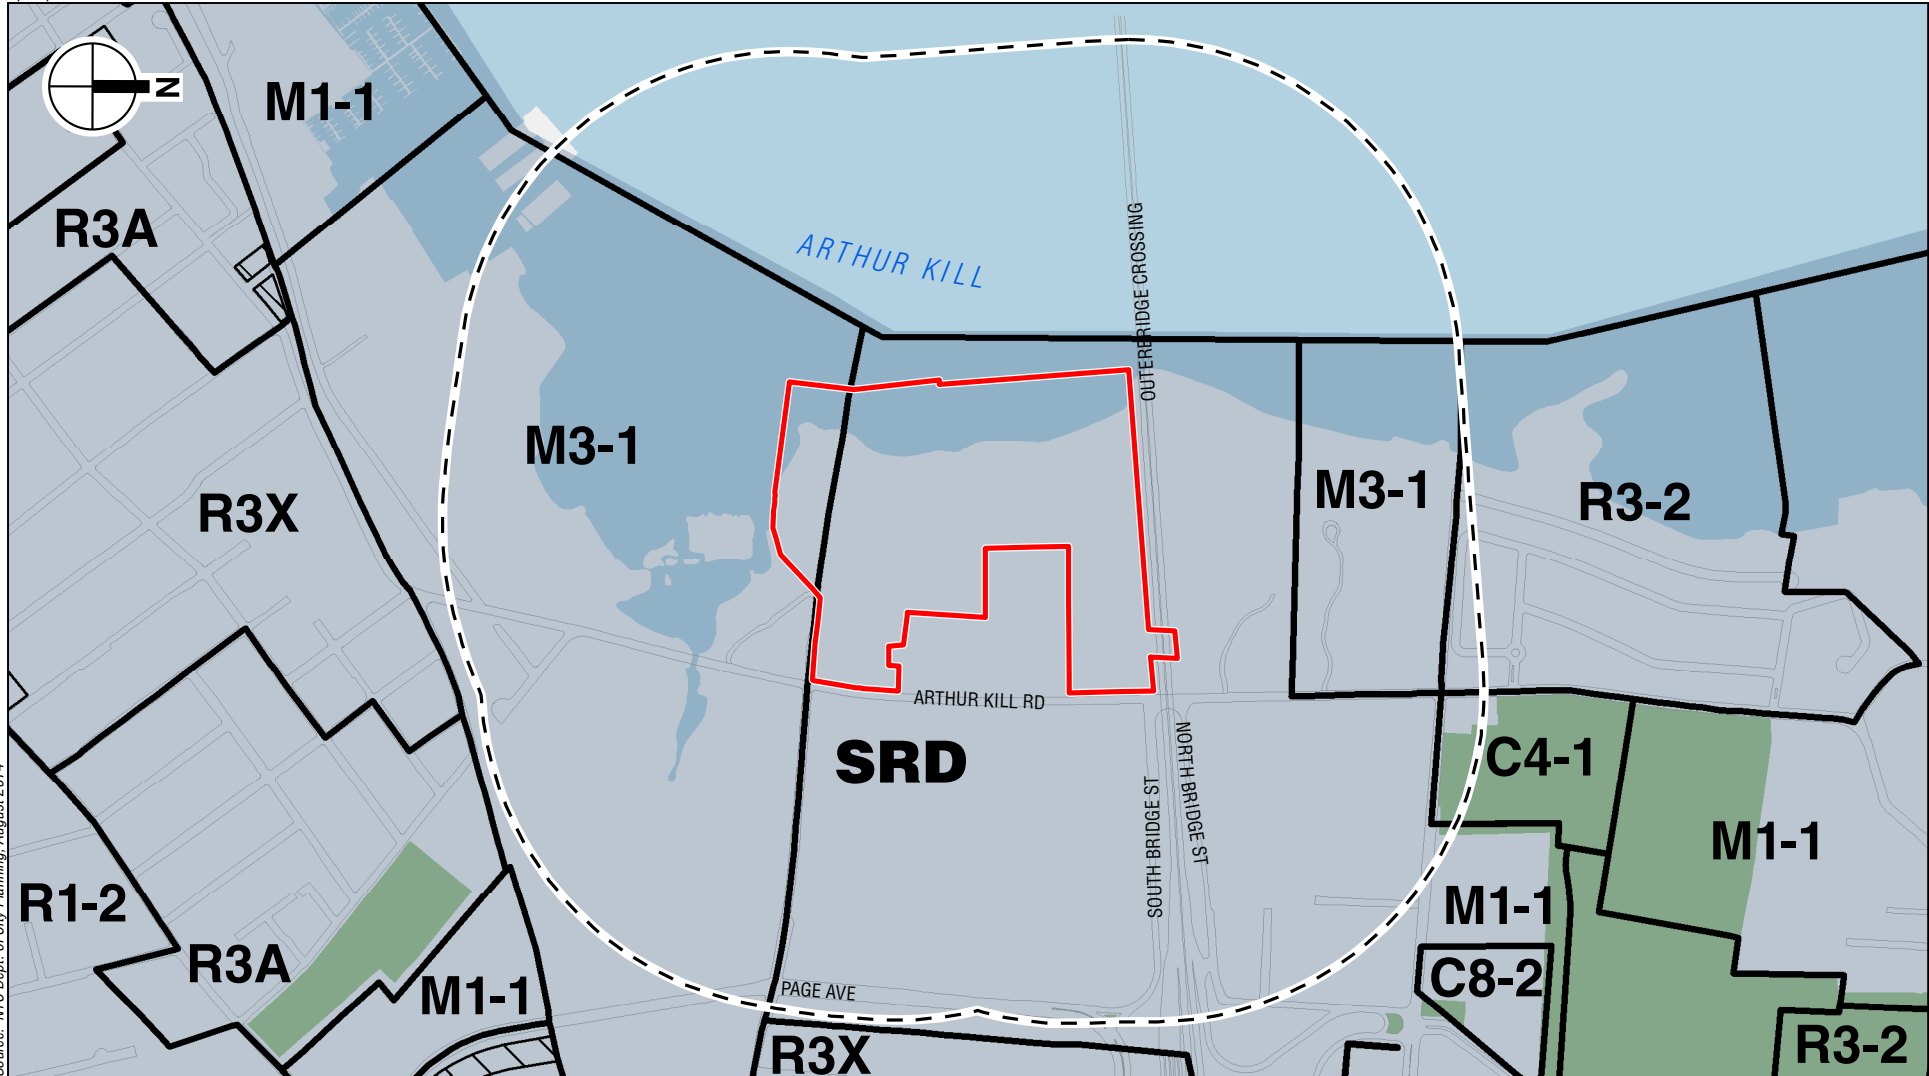 N
M1-1
R3A
ARTHUR KILL
OUTERBRIDGE CROSSING
M3-1
M3-1
R3-2
R3X
ARTHUR KILL RD
SRD
SOUTH BRIDGE ST
NORTH BRIDGE ST
C4-1
M1-1
R1-2
M1-1
R3A
M1-1
C8-2
PAGE AVE
R3X
R3-2